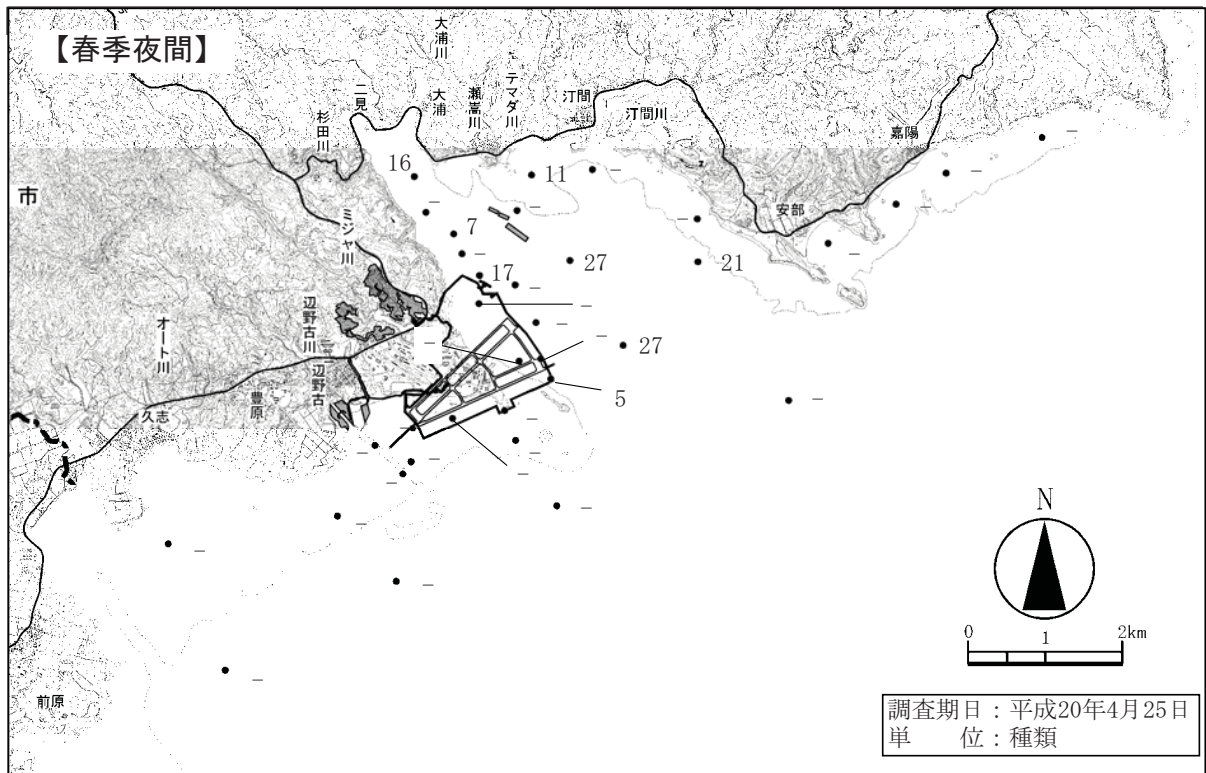 【春季夜間】
大浦川
二見
大浦
瀬嵩川
テマダ川
汀間
汀間川
嘉陽
杉田川
市
ミジャ川
安部
16
11
－
－
－
－
－
－
7
－
－
－
27
21
17
－
－
－
－
－
27
－
5
－
辺野古川
辺野古
オート川
豊原
久志
－
－
－
－
－
－
－
－
－
－
－
前原
N
0 1 2km
調査期日：平成20年4月25日
単　　位：種類